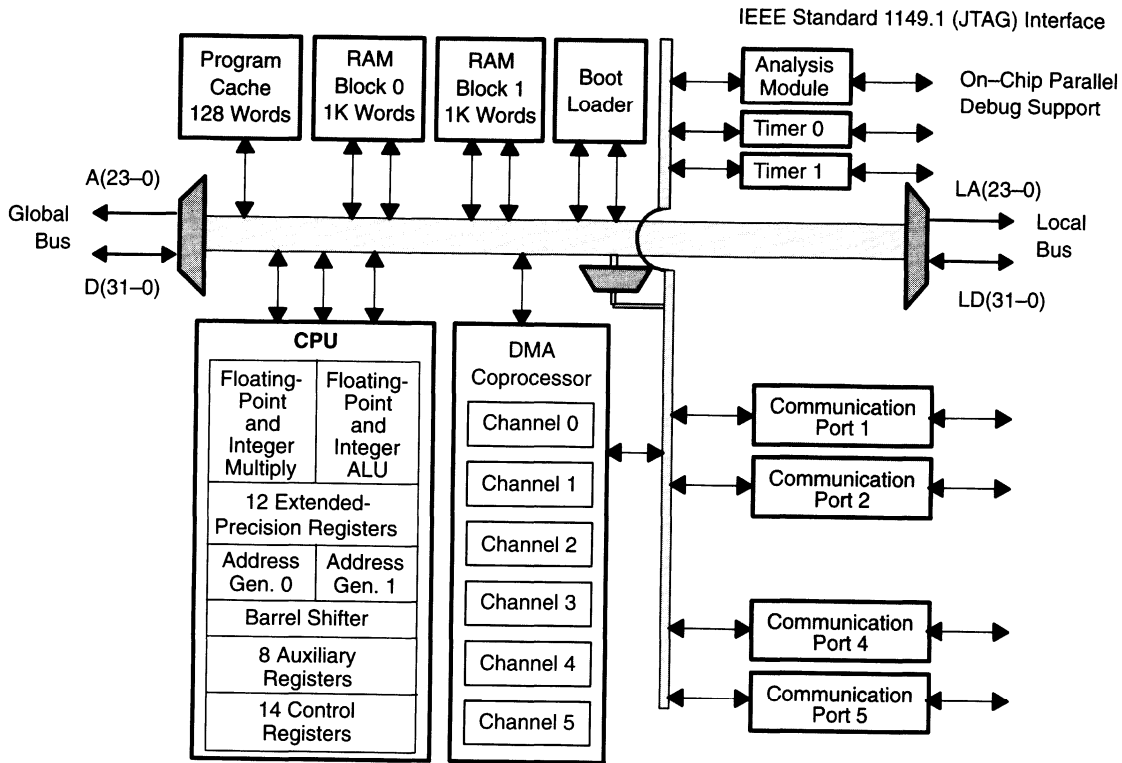 IEEE Standard 1149.1 (JTAG) Interface
Program
Cache
128 Words
RAM
Block 0
1K Words
RAM
Block 1
1K Words
Boot
Loader
Analysis
Module
On–Chip Parallel
Debug Support
Timer 0
Timer 1
A(23–0)
Global
Bus
D(31–0)
LA(23–0)
Local
Bus
LD(31–0)
CPU
Floating-
Point
and
Integer
Multiply
Floating-
Point
and
Integer
ALU
12 Extended-
Precision Registers
Address
Gen. 0
Address
Gen. 1
Barrel Shifter
8 Auxiliary
Registers
14 Control
Registers
DMA
Coprocessor
Channel 0
Channel 1
Channel 2
Channel 3
Channel 4
Channel 5
Communication
Port 1
Communication
Port 2
Communication
Port 4
Communication
Port 5